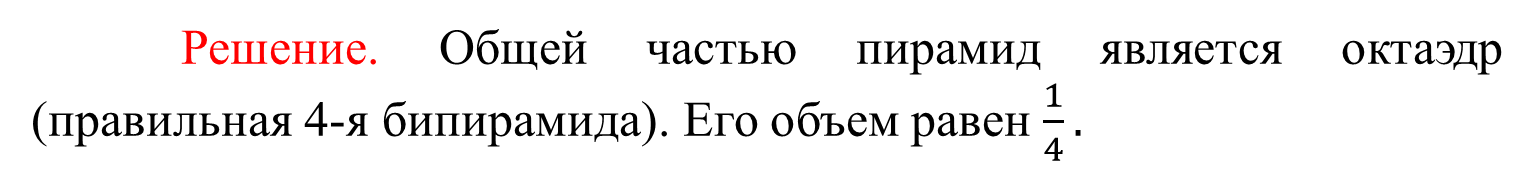 Решение. Общей частью пирамид является октаэдр
(правильная 4-я бипирамида). Его объем равен 1/4.